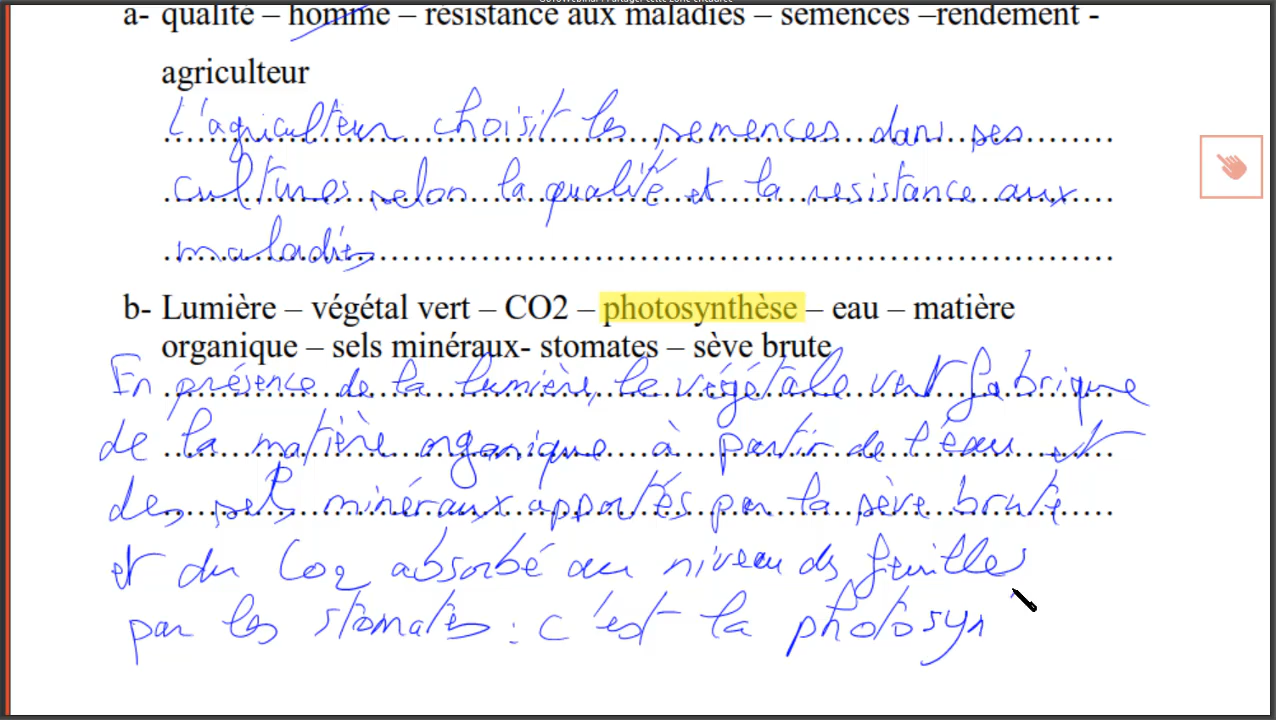 a- qualité – homme – résistance aux maladies – semences –rendement -
agriculteur
L'agriculteur choisit les semences dans ses
cultures selon la qualité et la resistance aux
maladies
b- Lumière – végétal vert – CO2 – photosynthèse – eau – matière
organique – sels minéraux- stomates – sève brute
En présence de la lumière, le végétale vert fabrique
de la matière organique à partir de l'eau et
des sels minéraux apportés par la sève brute
et du CO2 absorbé au niveau des feuilles
par les stomates : c'est la photosyn